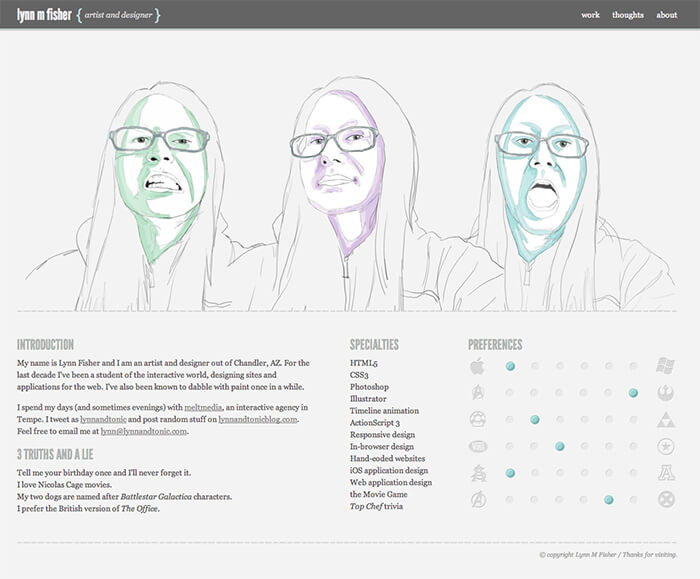 lynn m fisher { artist and designer }
work thoughts about
INTRODUCTION
My name is Lynn Fisher and I am an artist and designer out of Chandler, AZ. For the
last decade I've been a student of the interactive world, designing sites and
applications for the web. I've also been known to dabble with paint once in a while.
I spend my days (and sometimes evenings) with meltmedia, an interactive agency in
Tempe. I tweet as lynnandtonic and post random stuff on lynnandtonicblog.com.
Feel free to email me at lynn@lynnandtonic.com.
3 TRUTHS AND A LIE
Tell me your birthday once and I'll never forget it.
I love Nicolas Cage movies.
My two dogs are named after Battlestar Galactica characters.
I prefer the British version of The Office.
SPECIALTIES
HTML5
CSS3
Photoshop
Illustrator
Timeline animation
ActionScript 3
Responsive design
In-browser design
Hand-coded websites
iOS application design
Web application design
the Movie Game
Top Chef trivia
PREFERENCES
© copyright Lynn M Fisher / Thanks for visiting.